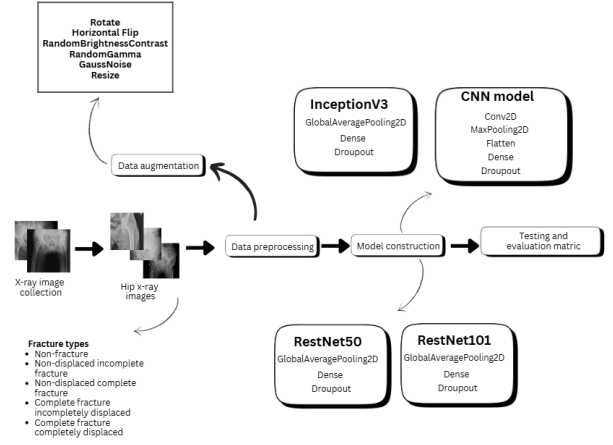 Rotate
Horizontal Flip
RandomBrightnessContrast
RandomGamma
GaussNoise
Resize
InceptionV3
GlobalAveragePooling2D
Dense
Droupout
CNN model
Conv2D
MaxPooling2D
Flatten
Dense
Droupout
Data augmentation
X-ray image
collection
Hip x-ray
images
Data preprocessing
Model construction
Testing and
evaluation matric
Fracture types
• Non-fracture
• Non-displaced incomplete
fracture
• Non-displaced complete
fracture
• Complete fracture
incompletely displaced
• Complete fracture
completely displaced
RestNet50
GlobalAveragePooling2D
Dense
Droupout
RestNet101
GlobalAveragePooling2D
Dense
Droupout